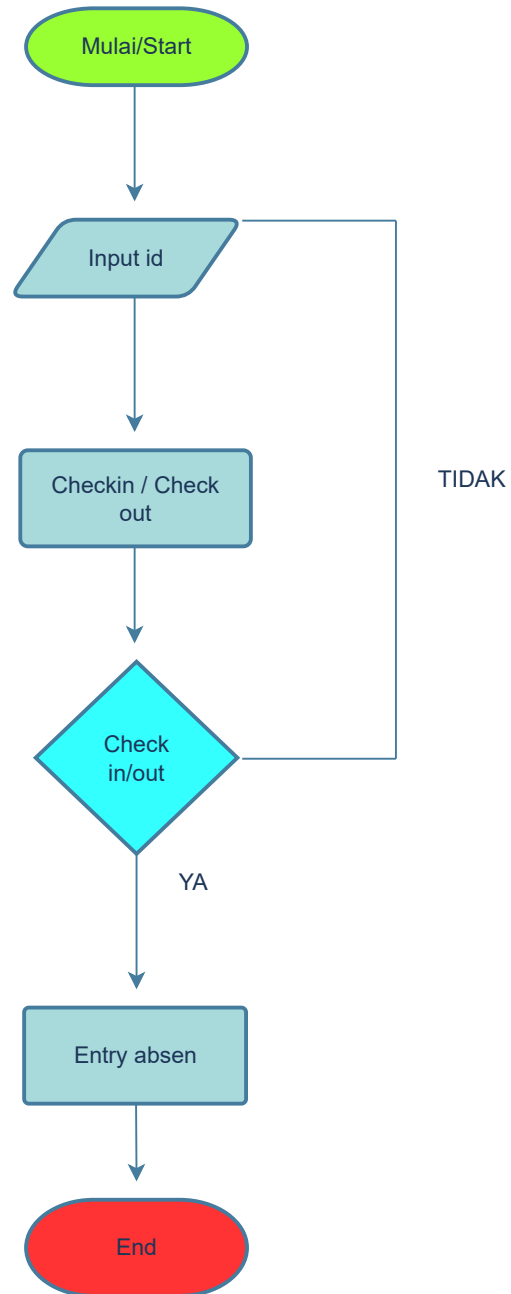 Mulai/Start
Input id
Checkin / Check
out
TIDAK
Check
in/out
YA
Entry absen
End